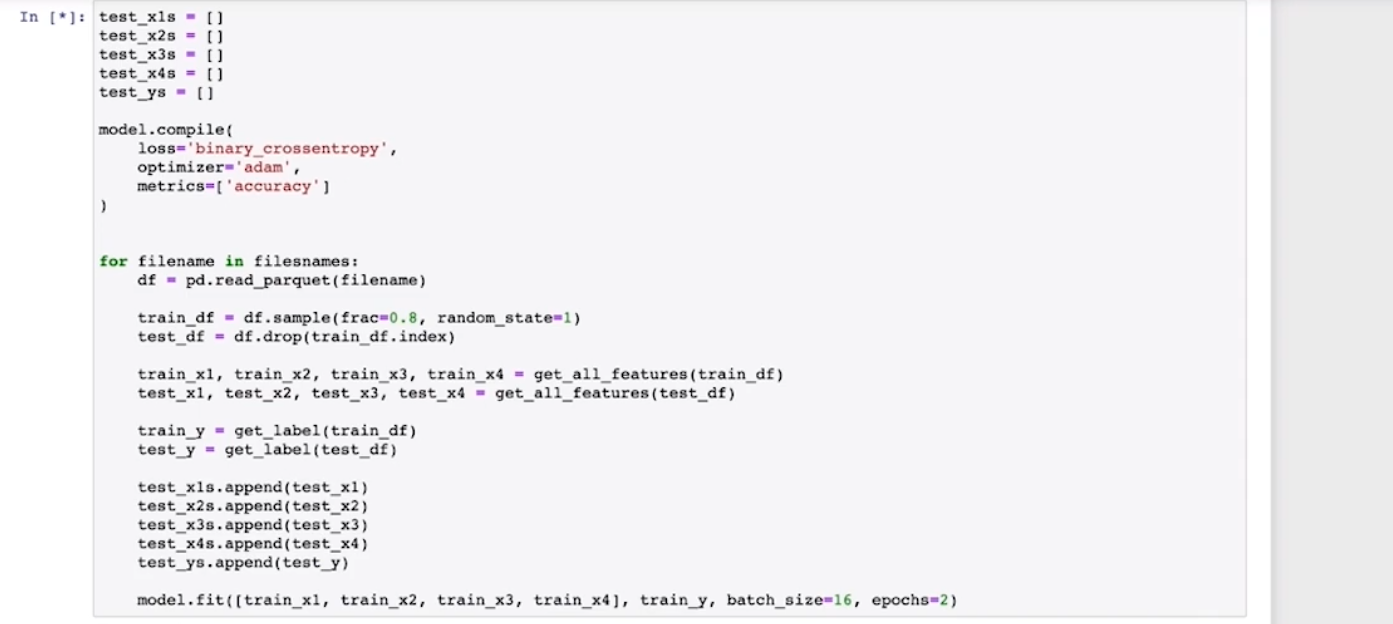 In [*]: test_x1s = []
test_x2s = []
test_x3s = []
test_x4s = []
test_ys = []
model.compile(
loss='binary_crossentropy',
optimizer='adam',
metrics=['accuracy']
)
for filename in filesnames:
df = pd.read_parquet(filename)
train_df = df.sample(frac=0.8, random_state=1)
test_df = df.drop(train_df.index)
train_x1, train_x2, train_x3, train_x4 = get_all_features(train_df)
test_x1, test_x2, test_x3, test_x4 = get_all_features(test_df)
train_y = get_label(train_df)
test_y = get_label(test_df)
test_x1s.append(test_x1)
test_x2s.append(test_x2)
test_x3s.append(test_x3)
test_x4s.append(test_x4)
test_ys.append(test_y)
model.fit([train_x1, train_x2, train_x3, train_x4], train_y, batch_size=16, epochs=2)